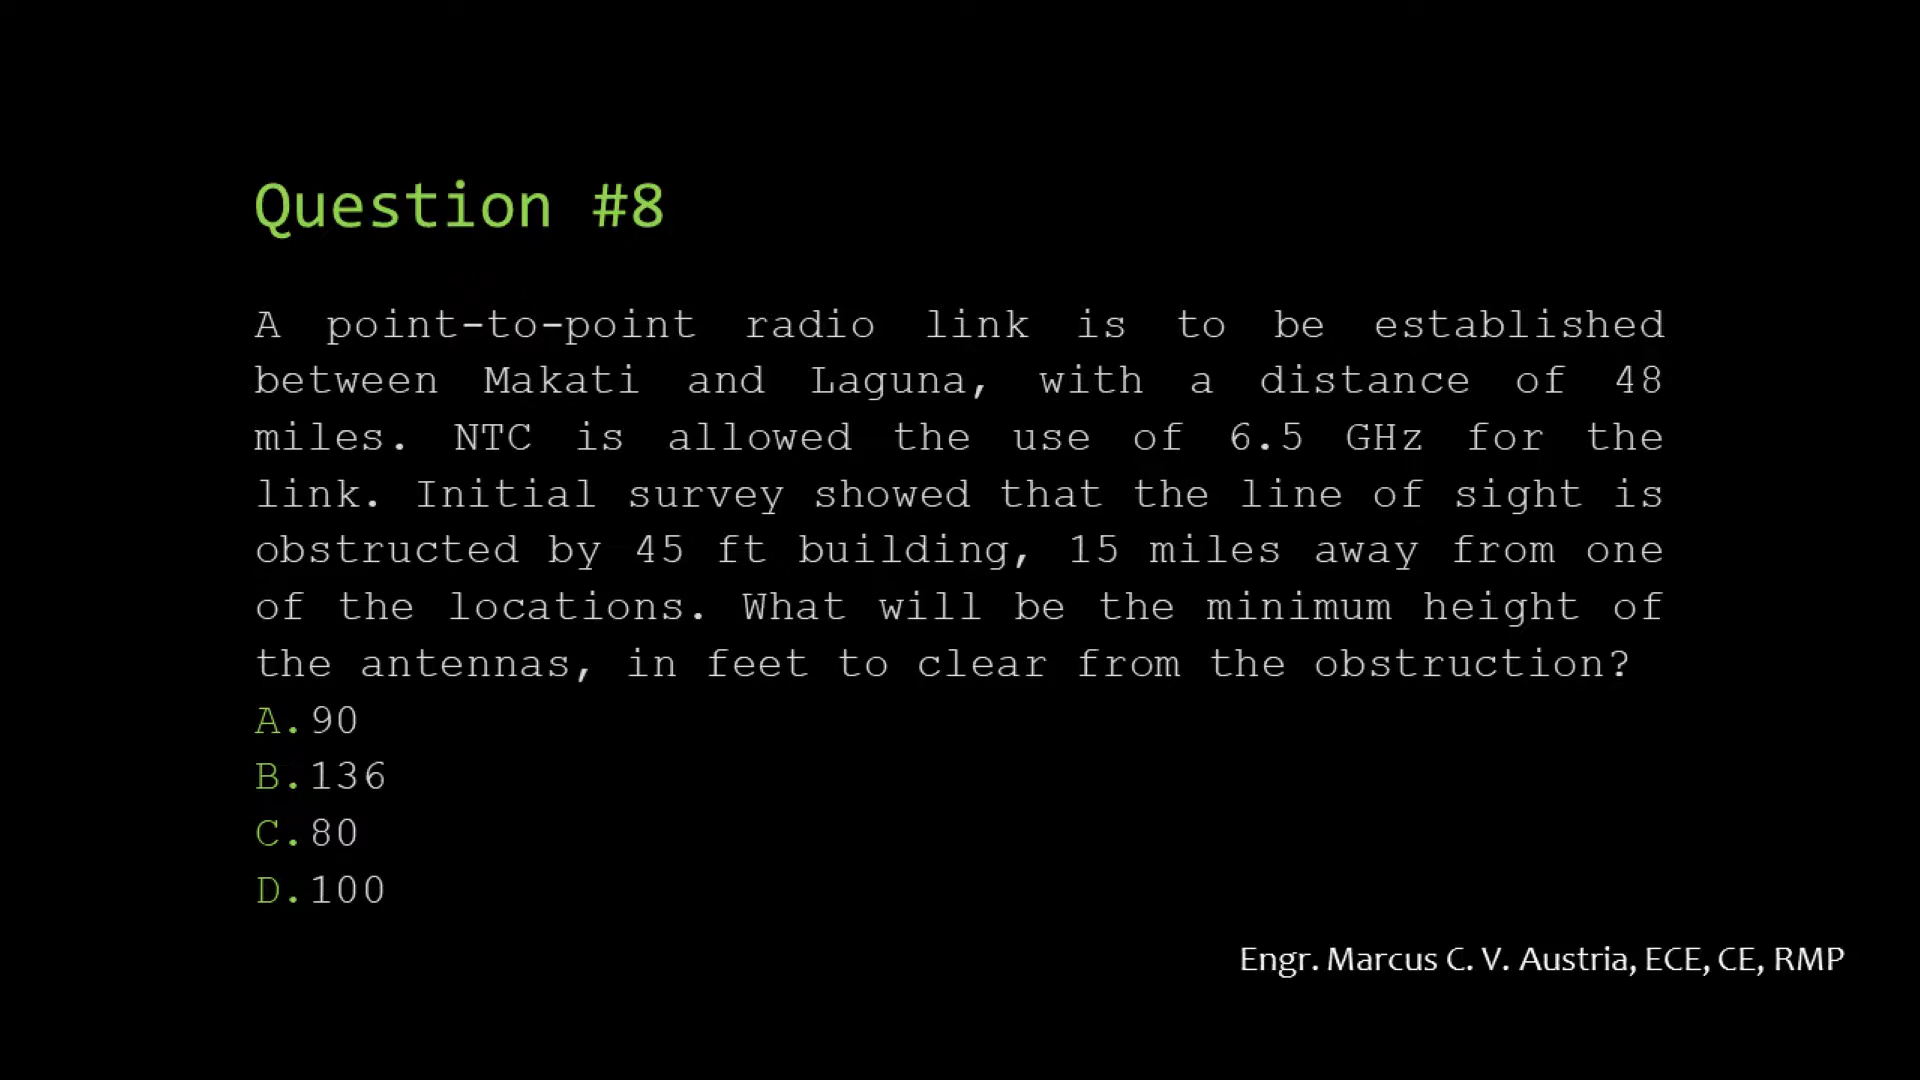 Question #8
A point-to-point radio link is to be established
between Makati and Laguna, with a distance of 48
miles. NTC is allowed the use of 6.5 GHz for the
link. Initial survey showed that the line of sight is
obstructed by 45 ft building, 15 miles away from one
of the locations. What will be the minimum height of
the antennas, in feet to clear from the obstruction?
A.90
B.136
C.80
D.100
Engr. Marcus C. V. Austria, ECE, CE, RMP